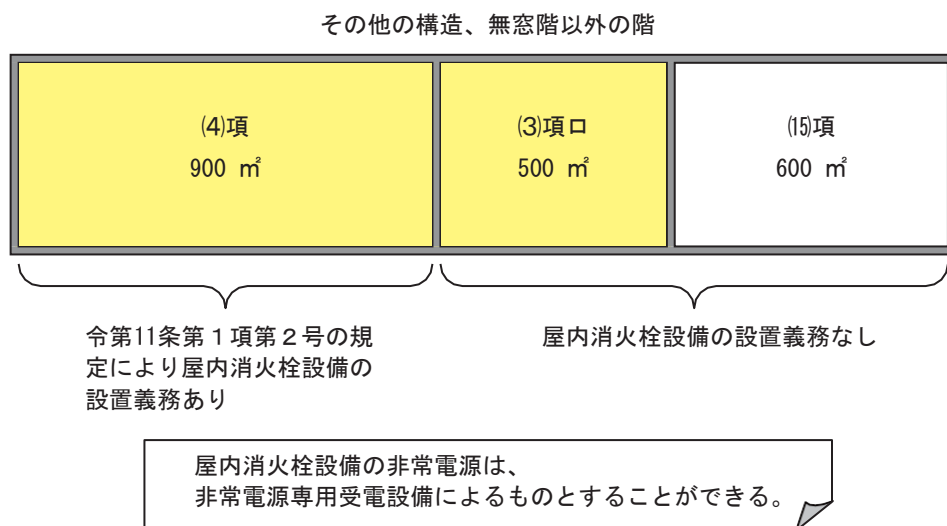 その他の構造、無窓階以外の階
⑷項
900 ㎡
⑶項ロ
500 ㎡
⒂項
600 ㎡
令第11条第１項第２号の規
定により屋内消火栓設備の
設置義務あり
屋内消火栓設備の設置義務なし
屋内消火栓設備の非常電源は、
非常電源専用受電設備によるものとすることができる。